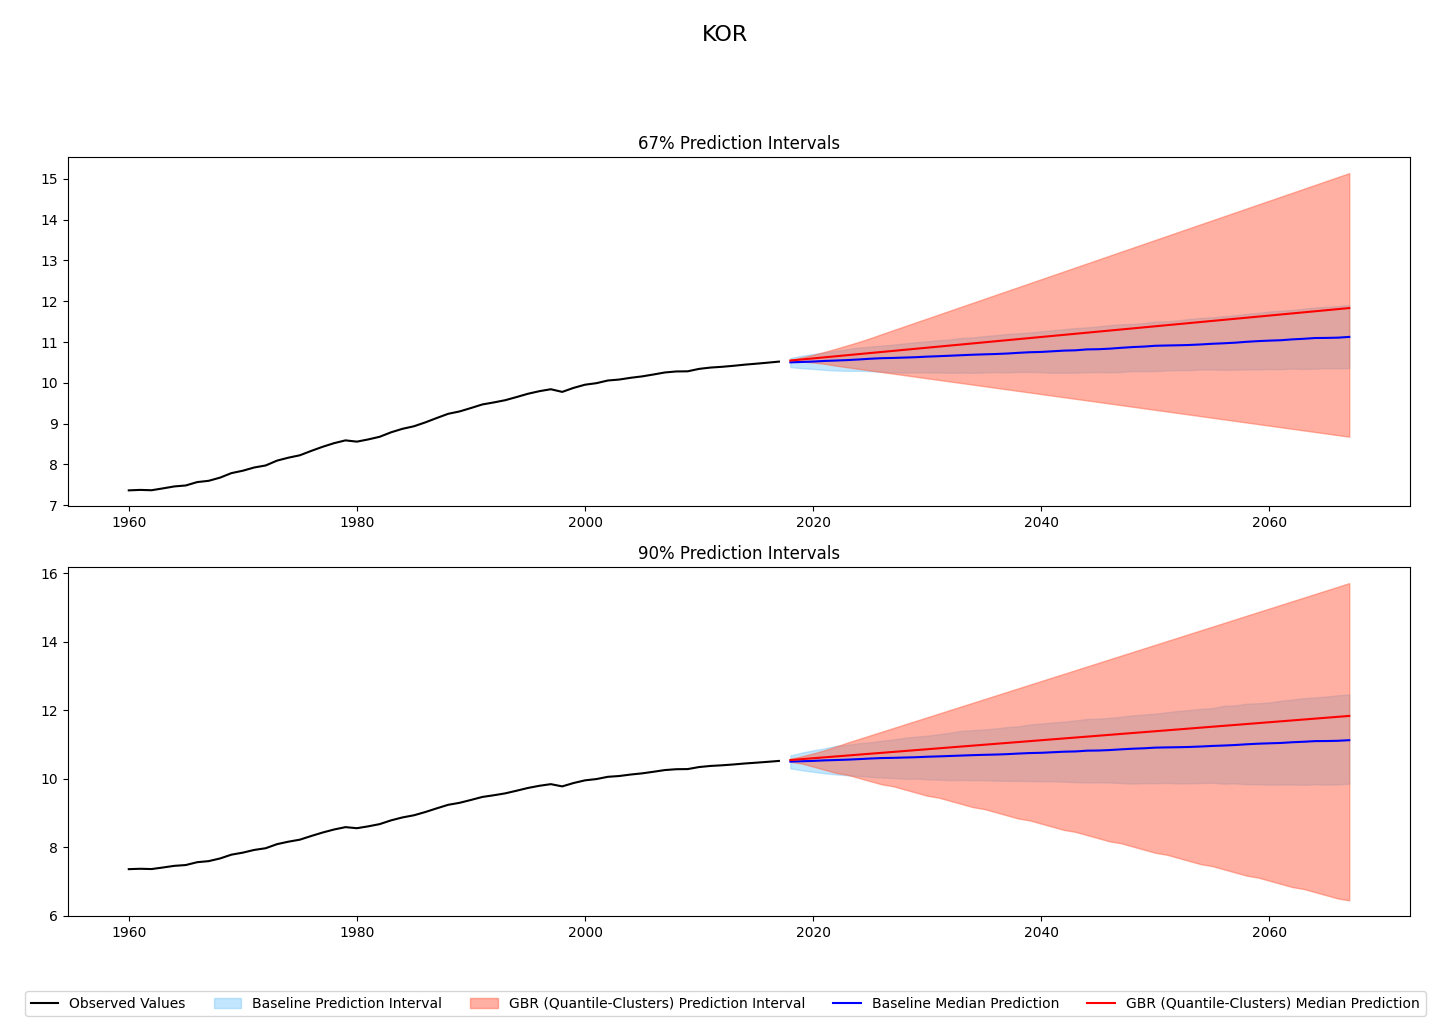 KOR
67% Prediction Intervals
15
14
13
12
11
10
9
8
7
1960 1980 2000 2020 2040 2060
90% Prediction Intervals
16
14
12
10
8
6
1960 1980 2000 2020 2040 2060
Observed Values Baseline Prediction Interval GBR (Quantile-Clusters) Prediction Interval Baseline Median Prediction GBR (Quantile-Clusters) Median Prediction